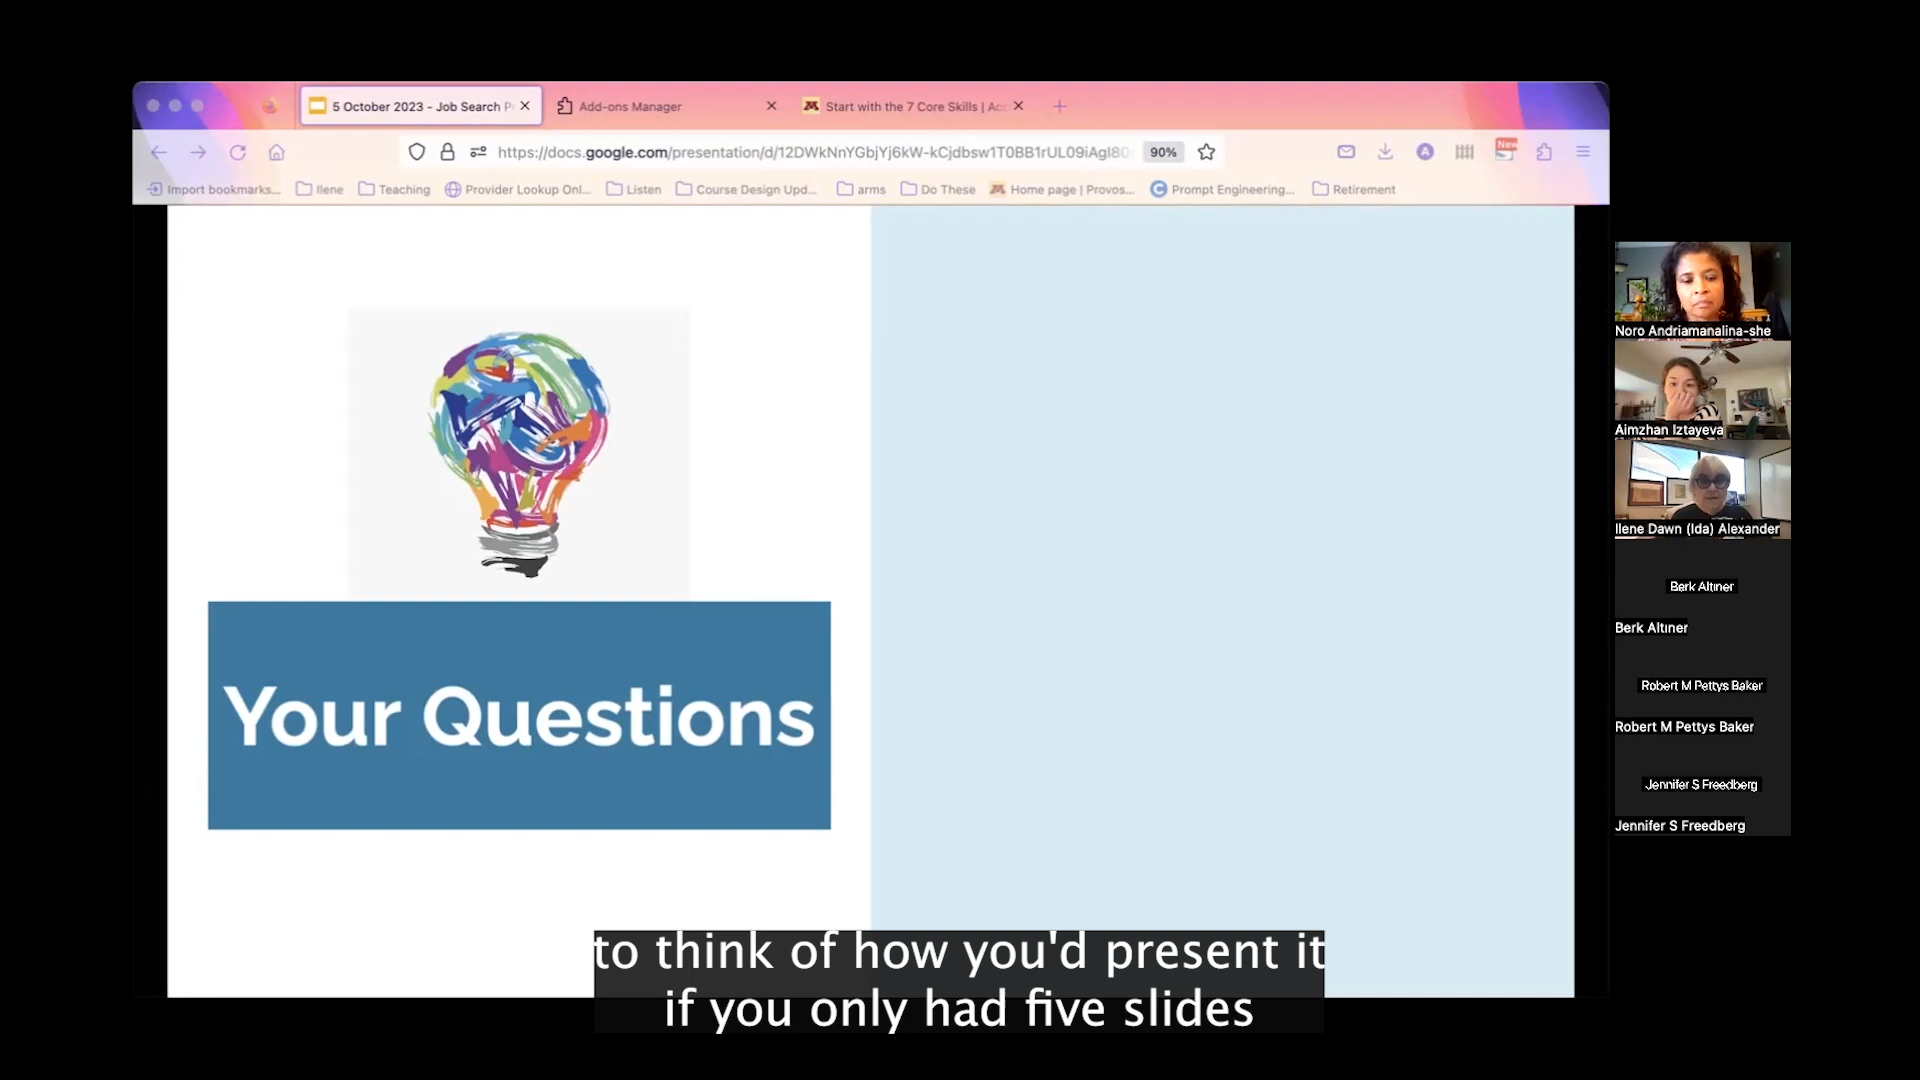 5 October 2023 - Job Search P
Add-ons Manager
Start with the 7 Core Skills | Ac
https://docs.google.com/presentation/d/12DWkNnYGbjYj6kW-kCjdbsw1T0BB1rUL09iAgI80
90%
A
New
Import bookmarks...
Ilene
Teaching
Provider Lookup Onl...
Listen
Course Design Upd...
arms
Do These
Home page | Provos...
Prompt Engineering...
Retirement
Your Questions
Noro Andriamanalina-she
Aimzhan Iztayeva
Ilene Dawn (Ida) Alexander
Berk Altıner
Berk Altıner
Robert M Pettys Baker
Robert M Pettys Baker
Jennifer S Freedberg
Jennifer S Freedberg
to think of how you'd present it
if you only had five slides